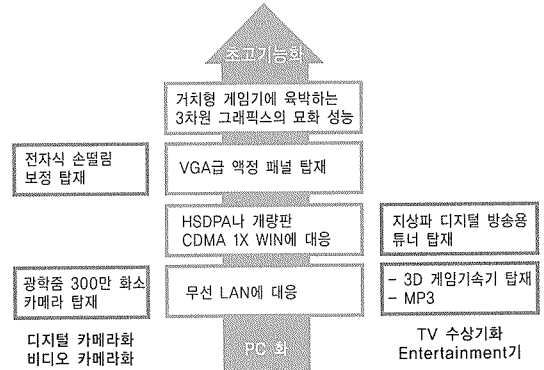 초고기능화
거치형 게임기에 육박하는
3차원 그래픽스의 묘화 성능
전자식 손떨림
보정 탑재
VGA급 액정 패널 탑재
HSDPA나 개량판
CDMA 1X WIN에 대응
지상파 디지털 방송용
튜너 탑재
광학줌 300만 화소
카메라 탑재
무선 LAN에 대응
- 3D 게임기속기 탑재
- MP3
디지털 카메라화
비디오 카메라화
PC 화
TV 수상기화
Entertainment기